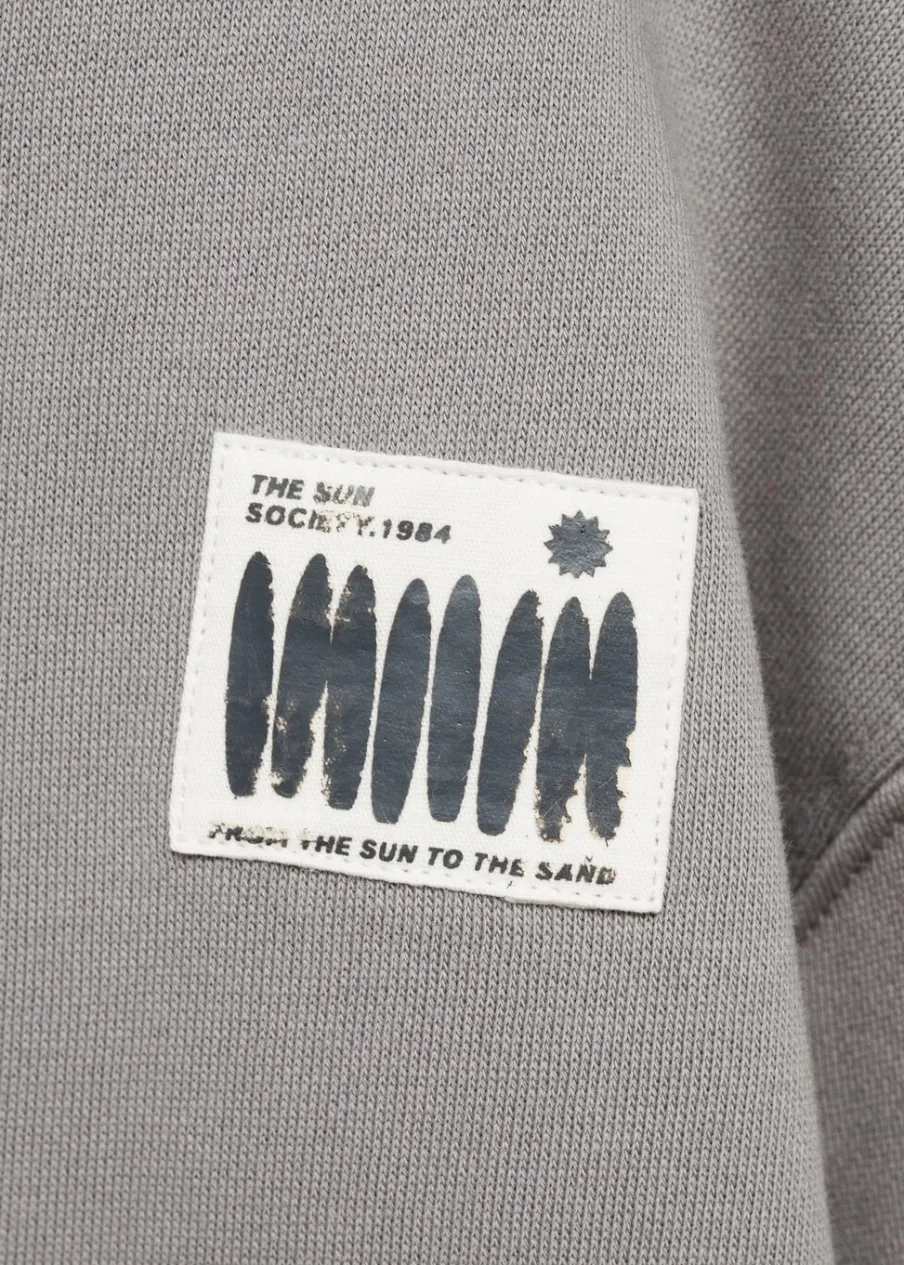 THE SUN
SOCIETY.1984
FROM THE SUN TO THE SAND